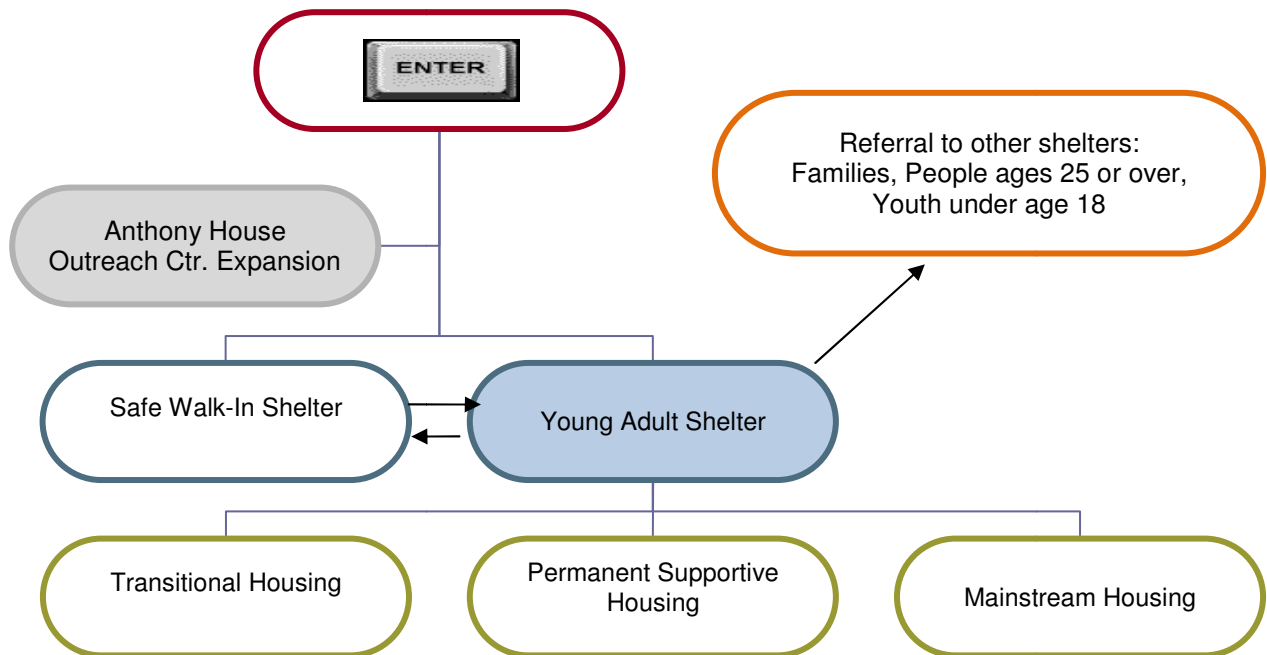 ENTER
Referral to other shelters:
Families, People ages 25 or over,
Youth under age 18
Anthony House
Outreach Ctr. Expansion
Safe Walk-In Shelter
Young Adult Shelter
Transitional Housing
Permanent Supportive
Housing
Mainstream Housing